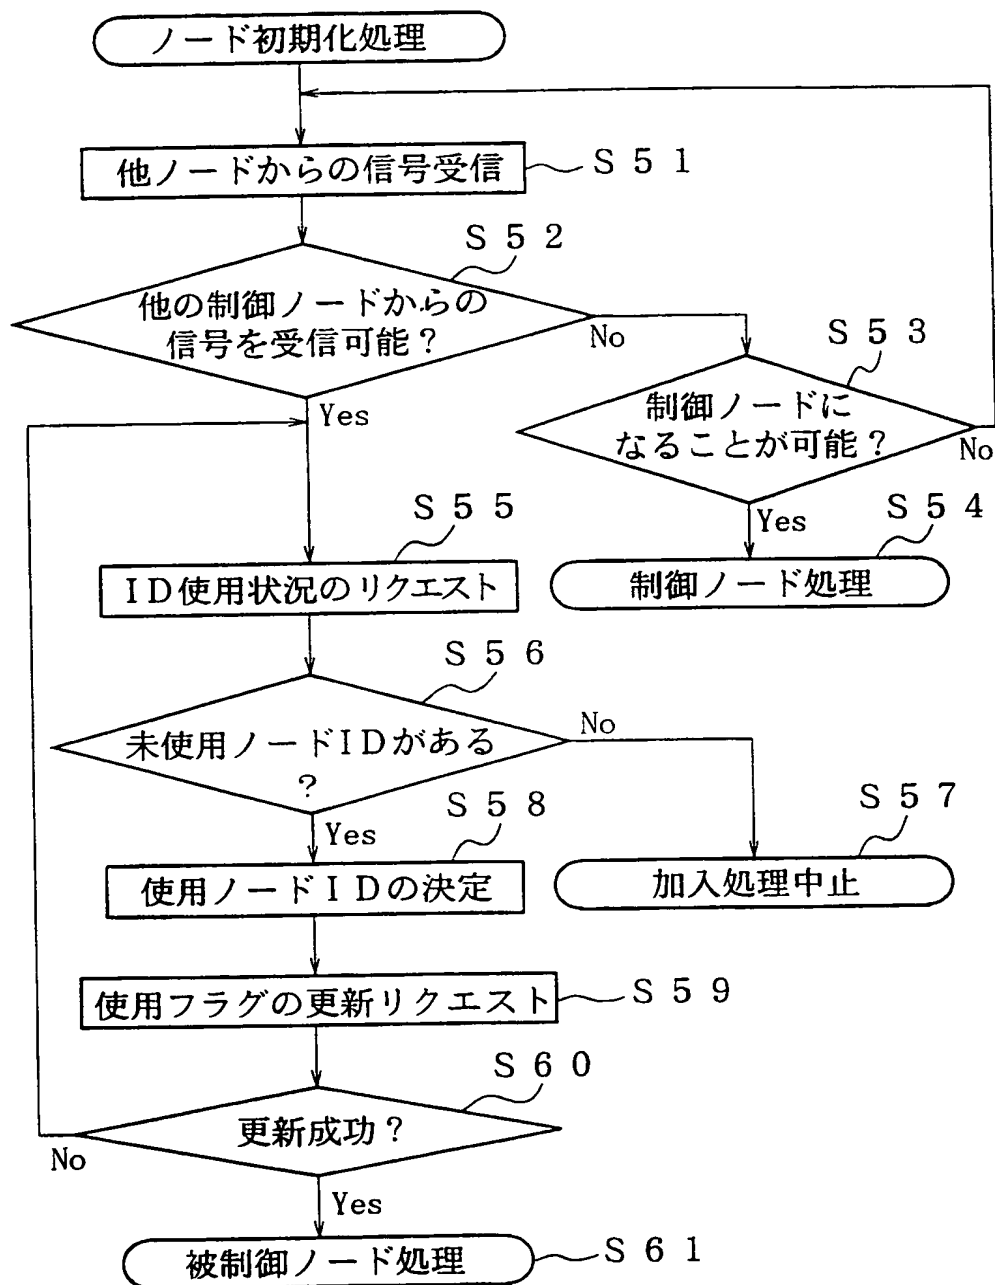 ノード初期化処理
他ノードからの信号受信
S51
S52
他の制御ノードからの
信号を受信可能?
No
Yes
S53
制御ノードに
なることが可能?
No
Yes
S54
制御ノード処理
S55
ID使用状況のリクエスト
S56
未使用ノードIDがある
?
No
Yes
S57
加入処理中止
S58
使用ノードIDの決定
使用フラグの更新リクエスト
S59
S60
更新成功?
No
Yes
被制御ノード処理
S61